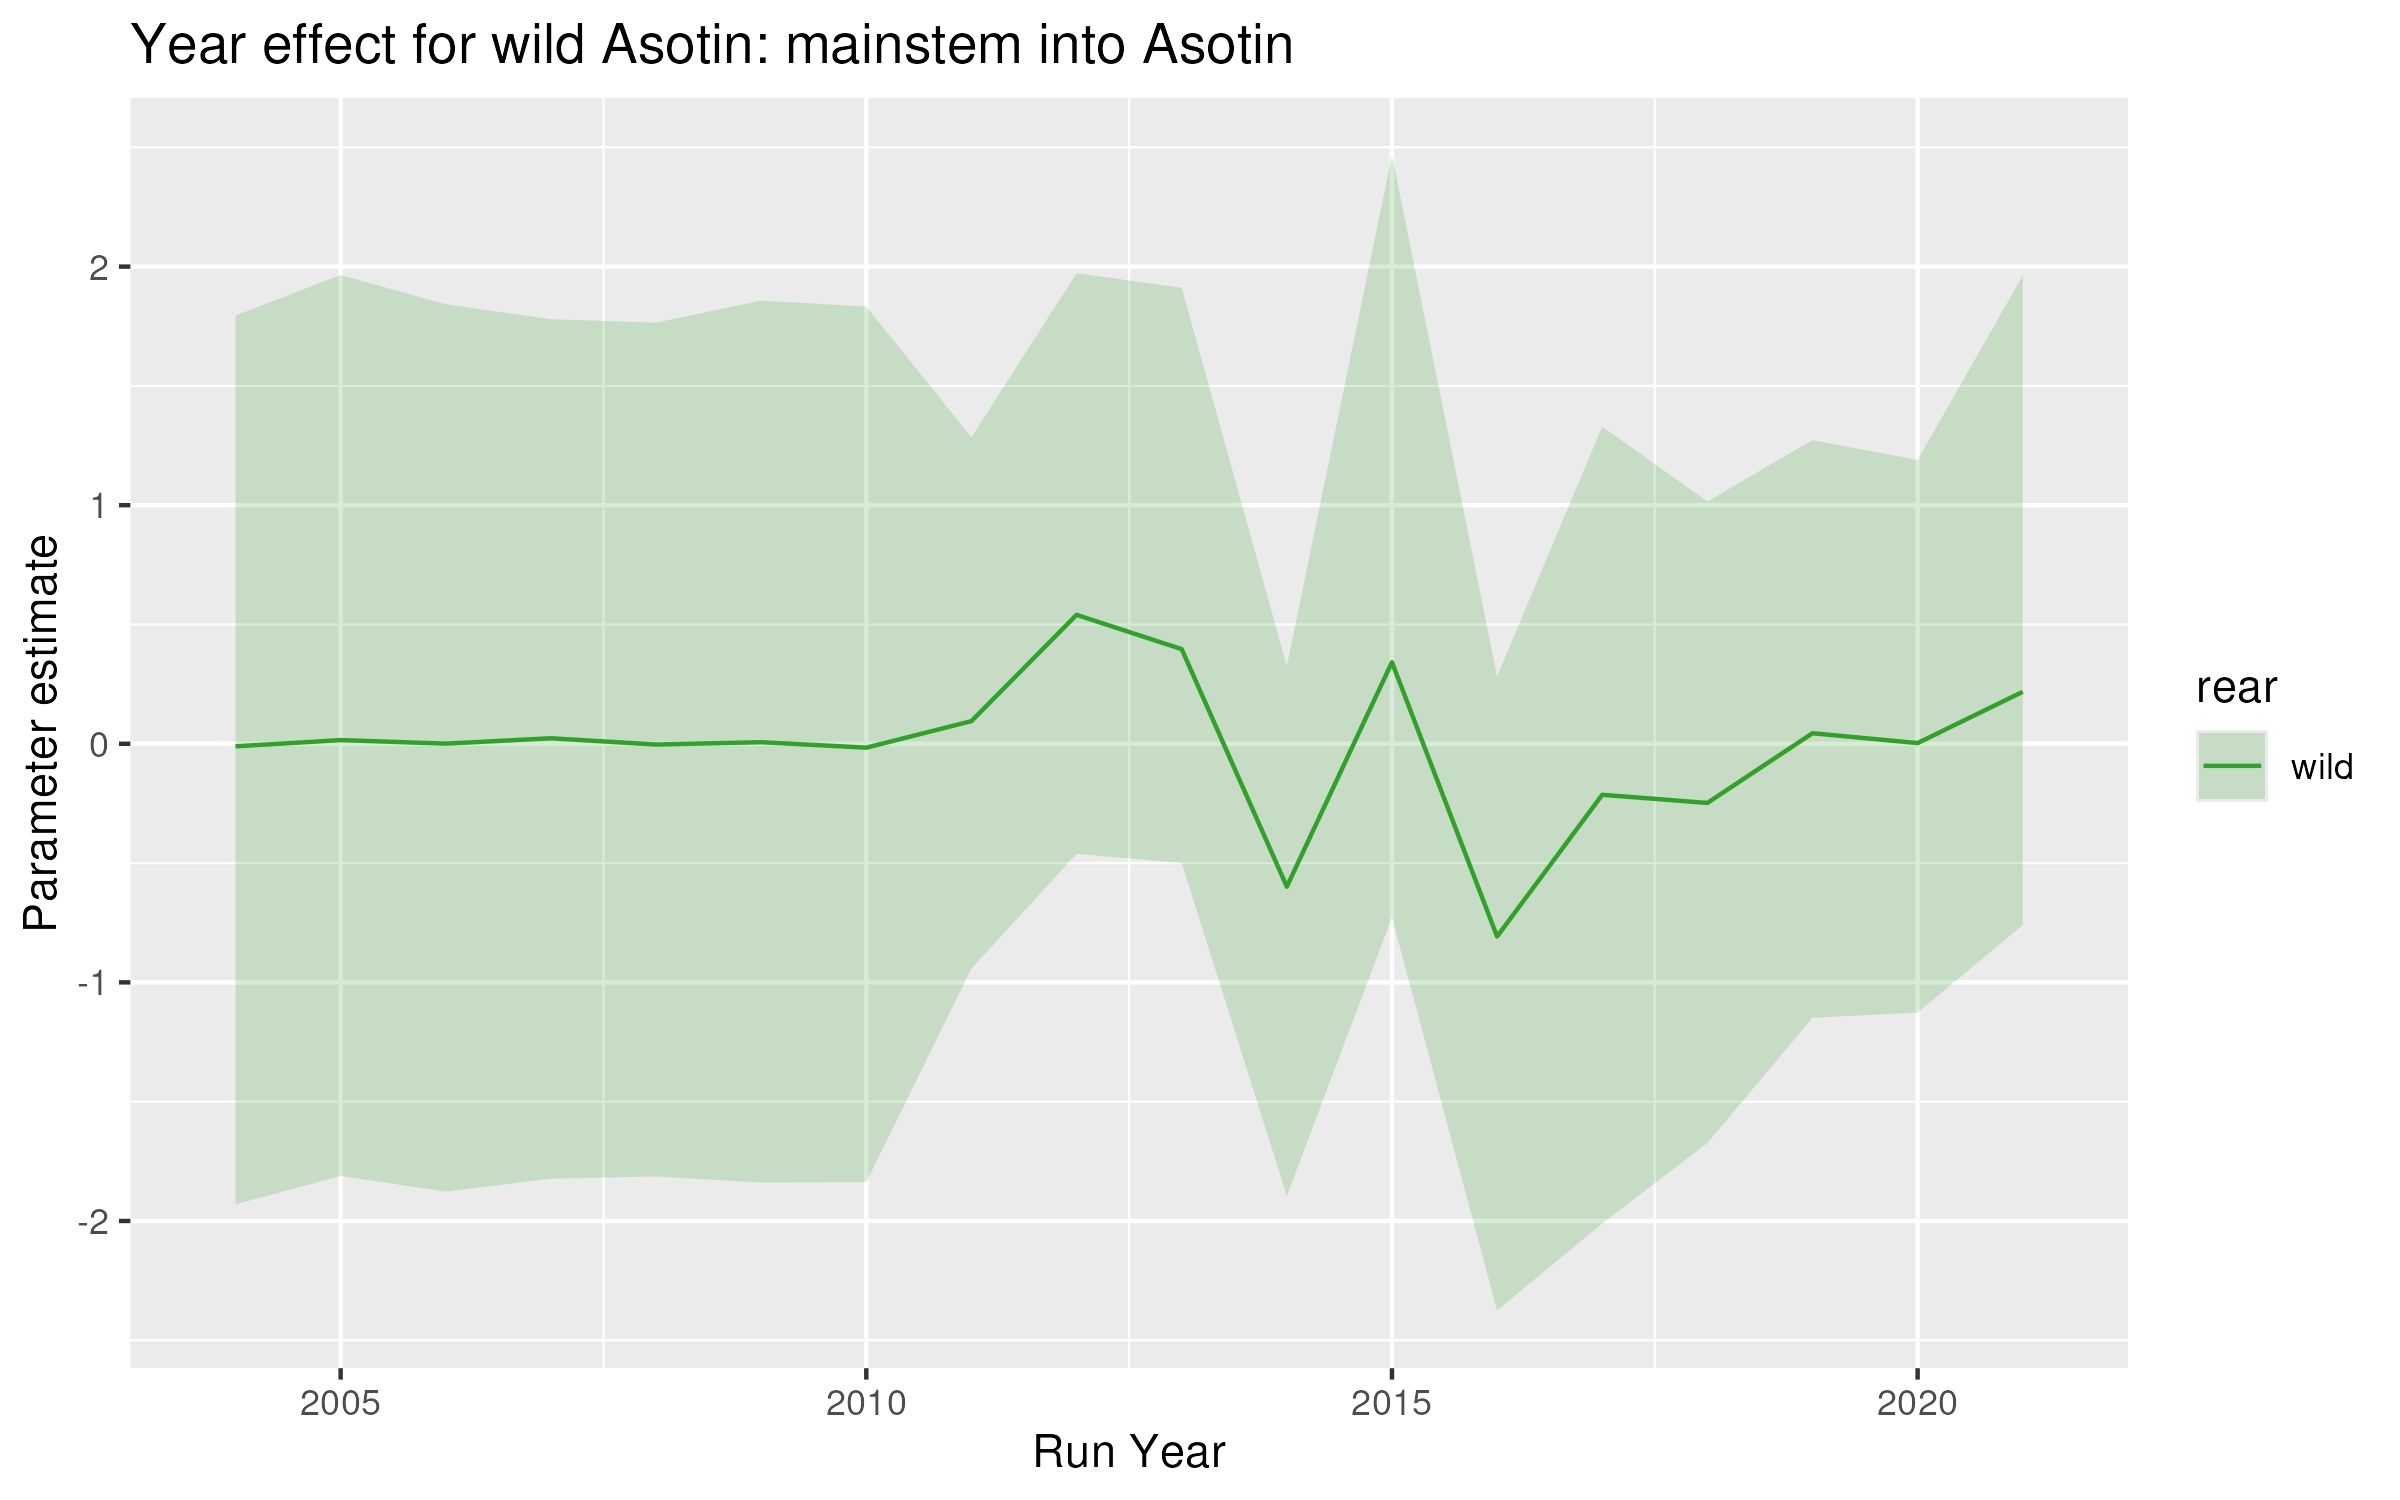 Year effect for wild Asotin: mainstem into Asotin
Parameter estimate
2
1
0
-1
-2
2005
2010
2015
2020
Run Year
rear
wild